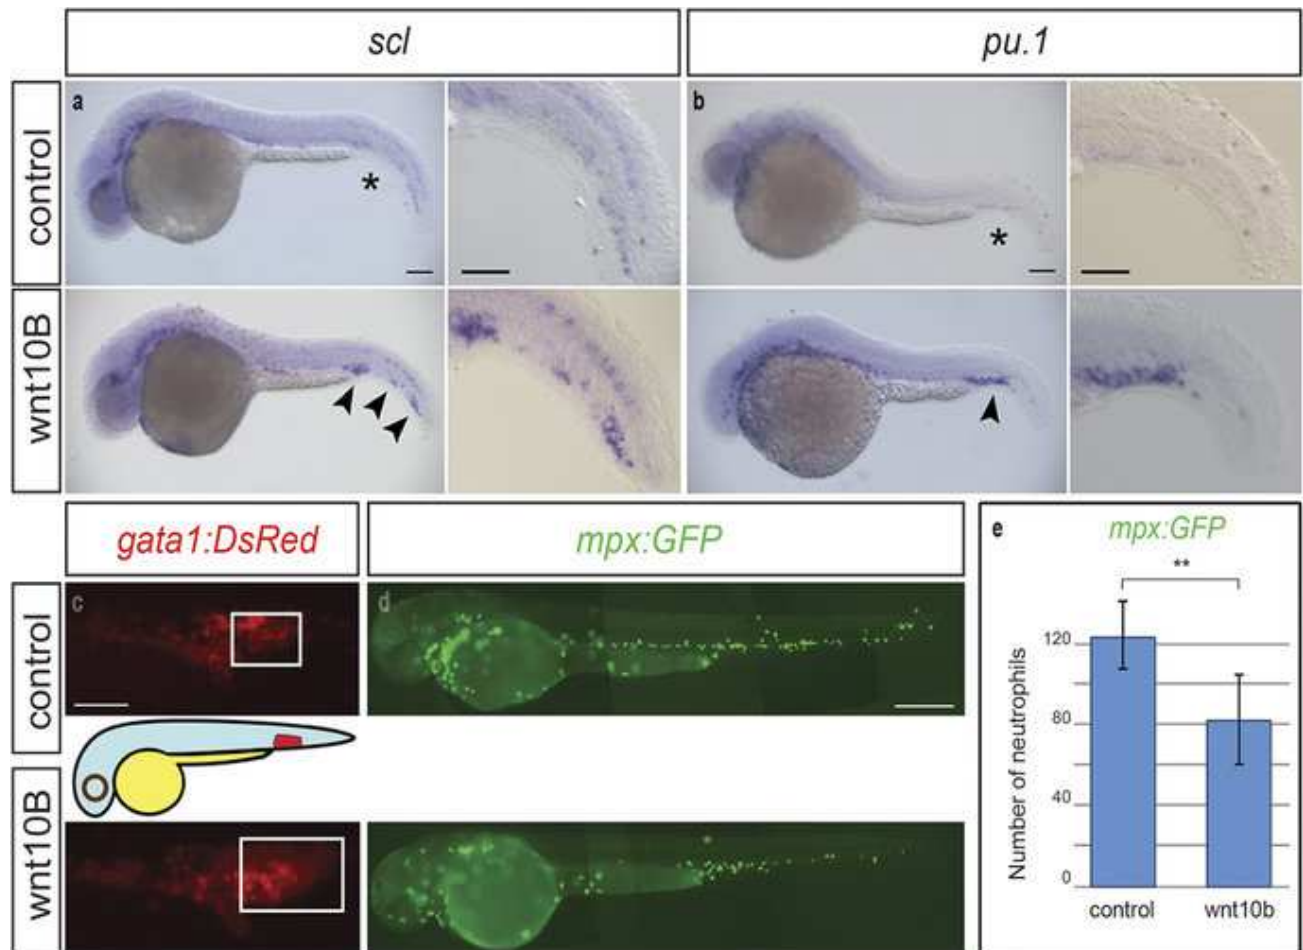 scl
pu.1
control
a
*
b
*
wnt10B
gata1:DsRed
mpx:GFP
control
c
d
wnt10B
e
mpx:GFP
**
Number of neutrophils
120
80
40
0
control
wnt10b